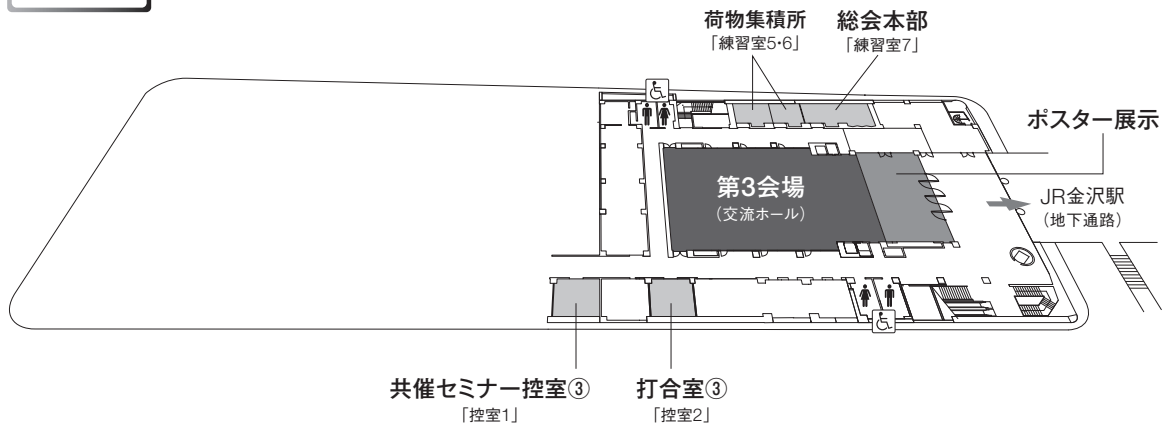 荷物集積所
「練習室5・6」
総会本部
「練習室7」
ポスター展示
第3会場
（交流ホール）
JR金沢駅
（地下通路）
共催セミナー控室③
「控室1」
打合室③
「控室2」